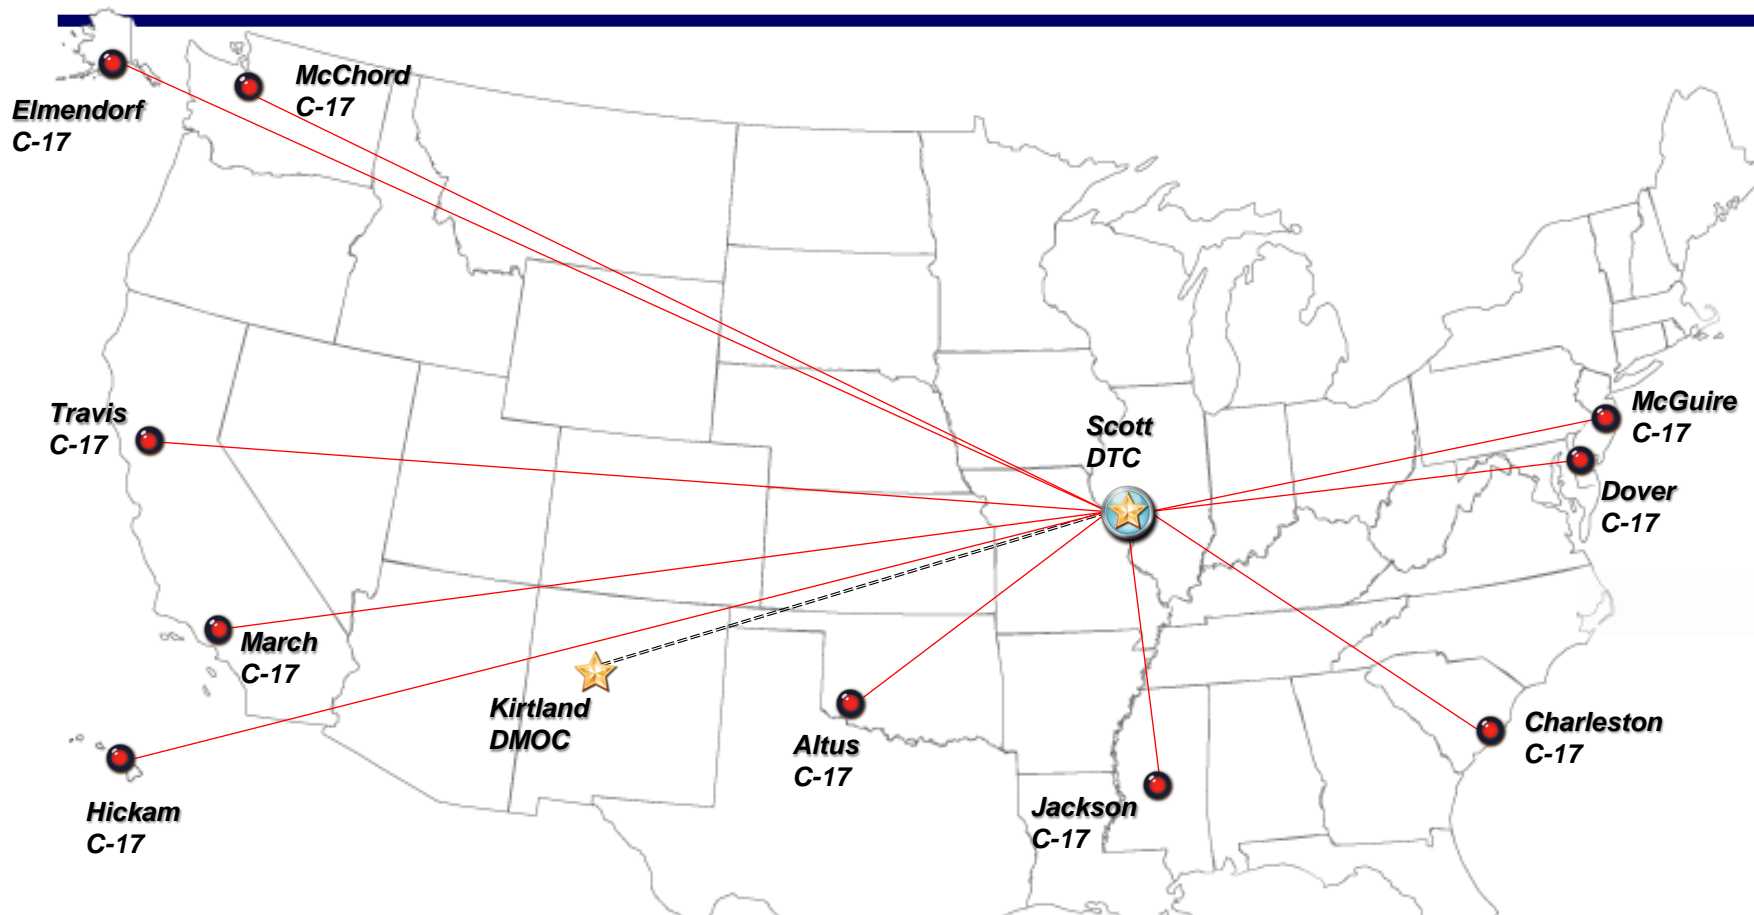 McChord
C-17
Elmendorf
C-17
Travis
C-17
Scott
DTC
McGuire
C-17
Dover
C-17
March
C-17
Kirtland
DMOC
Altus
C-17
Charleston
C-17
Jackson
C-17
Hickam
C-17